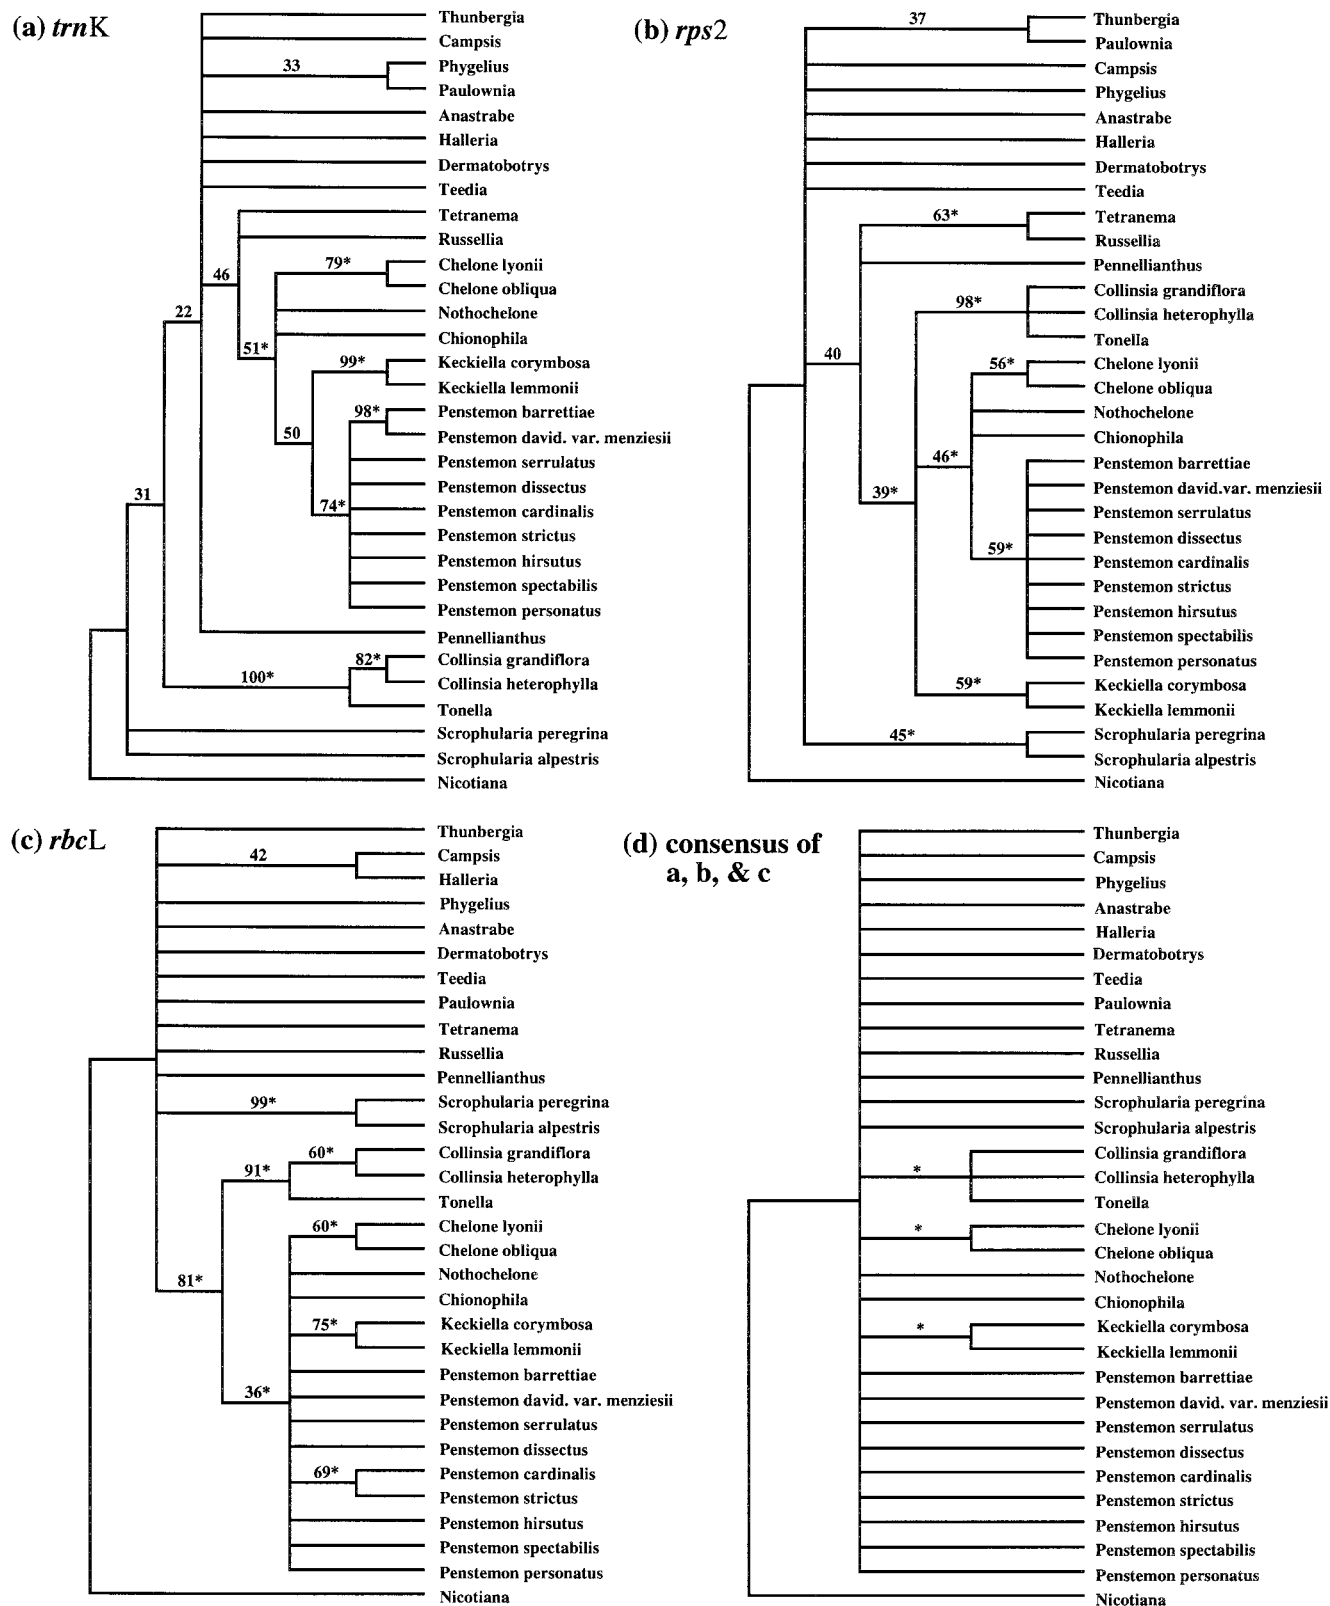 (a) trnK
Thunbergia
Campsis
33
Phygelius
Paulownia
Anastrabe
Halleria
Dermatobotrys
Teedia
Tetranema
Russellia
46
79*
Chelone lyonii
Chelone obliqua
Nothochelone
22
Chionophila
51*
99*
Keckiella corymbosa
Keckiella lemmonii
98*
Penstemon barrettiae
50
Penstemon david. var. menziesii
Penstemon serrulatus
Penstemon dissectus
31
74*
Penstemon cardinalis
Penstemon strictus
Penstemon hirsutus
Penstemon spectabilis
Penstemon personatus
Pennellianthus
82*
Collinsia grandiflora
100*
Collinsia heterophylla
Tonella
Scrophularia peregrina
Scrophularia alpestris
Nicotiana
(b) rps2
37
Thunbergia
Paulownia
Campsis
Phygelius
Anastrabe
Halleria
Dermatobotrys
Teedia
63*
Tetranema
Russellia
Pennellianthus
Collinsia grandiflora
98*
Collinsia heterophylla
Tonella
40
56*
Chelone lyonii
Chelone obliqua
Nothochelone
Chionophila
46*
Penstemon barrettiae
39*
Penstemon david.var. menziesii
Penstemon serrulatus
Penstemon dissectus
59*
Penstemon cardinalis
Penstemon strictus
Penstemon hirsutus
Penstemon spectabilis
Penstemon personatus
59*
Keckiella corymbosa
Keckiella lemmonii
45*
Scrophularia peregrina
Scrophularia alpestris
Nicotiana
(c) rbcL
Thunbergia
42
Campsis
Halleria
Phygelius
Anastrabe
Dermatobotrys
Teedia
Paulownia
Tetranema
Russellia
Pennellianthus
99*
Scrophularia peregrina
Scrophularia alpestris
60*
Collinsia grandiflora
91*
Collinsia heterophylla
Tonella
60*
Chelone lyonii
Chelone obliqua
Nothochelone
81*
Chionophila
75*
Keckiella corymbosa
Keckiella lemmonii
Penstemon barrettiae
36*
Penstemon david. var. menziesii
Penstemon serrulatus
Penstemon dissectus
69*
Penstemon cardinalis
Penstemon strictus
Penstemon hirsutus
Penstemon spectabilis
Penstemon personatus
Nicotiana
(d) consensus of
a, b, & c
Thunbergia
Campsis
Phygelius
Anastrabe
Halleria
Dermatobotrys
Teedia
Paulownia
Tetranema
Russellia
Pennellianthus
Scrophularia peregrina
Scrophularia alpestris
Collinsia grandiflora
*
Collinsia heterophylla
Tonella
*
Chelone lyonii
Chelone obliqua
Nothochelone
Chionophila
*
Keckiella corymbosa
Keckiella lemmonii
Penstemon barrettiae
Penstemon david. var. menziesii
Penstemon serrulatus
Penstemon dissectus
Penstemon cardinalis
Penstemon strictus
Penstemon hirsutus
Penstemon spectabilis
Penstemon personatus
Nicotiana